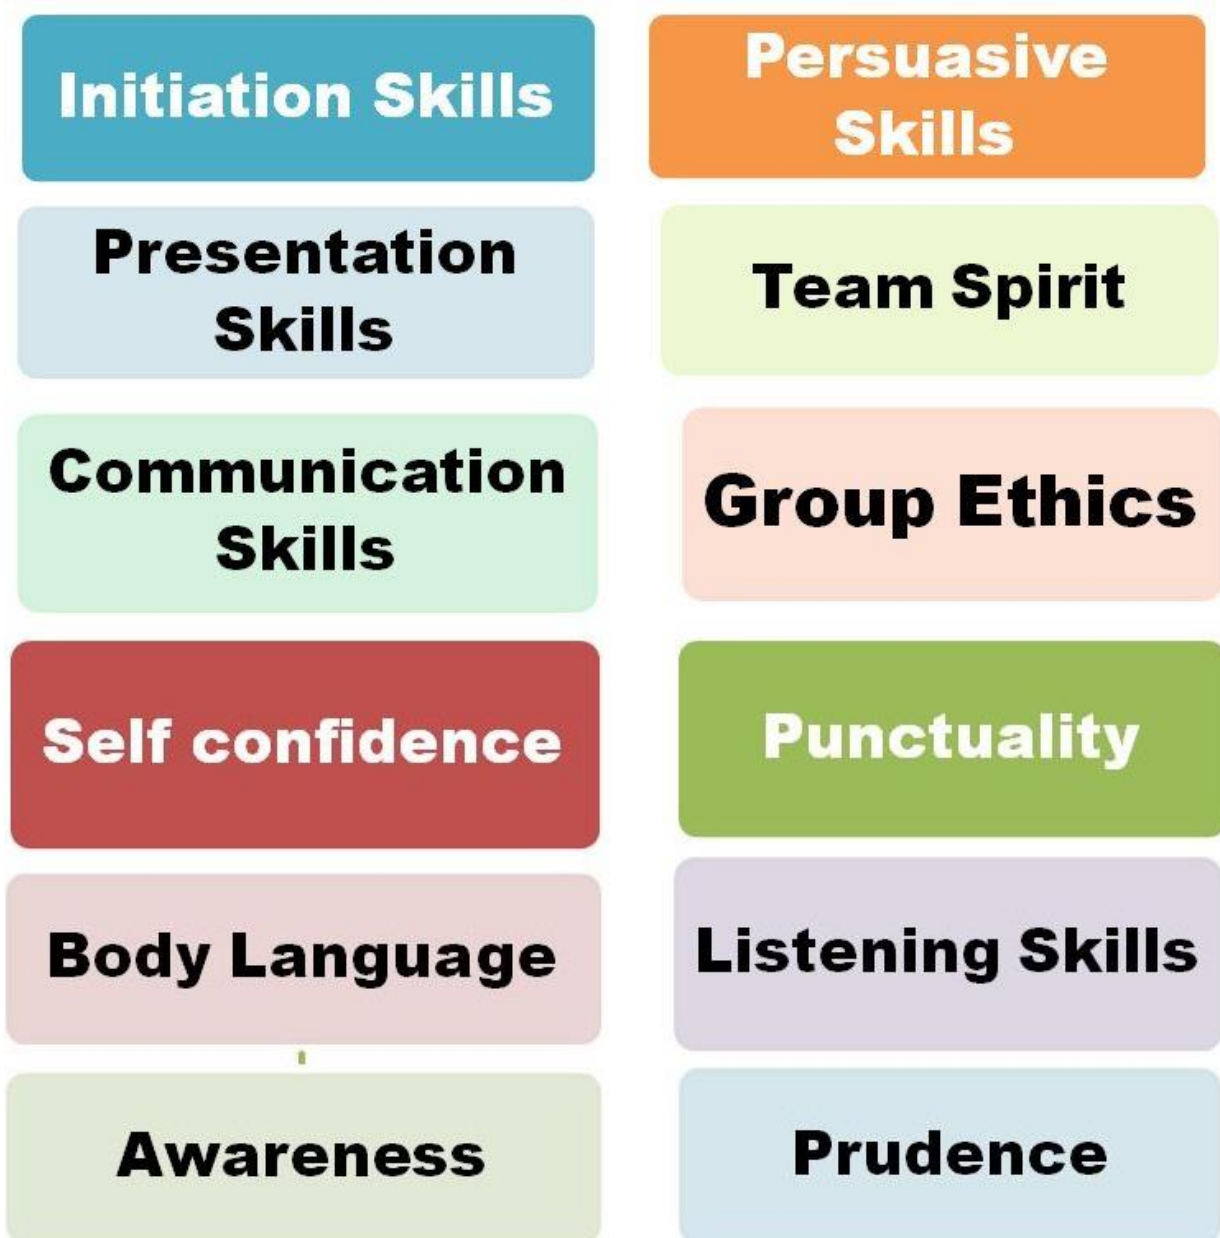 Initiation Skills
Persuasive
Skills
Presentation
Skills
Team Spirit
Communication
Skills
Group Ethics
Self confidence
Punctuality
Body Language
Listening Skills
Awareness
Prudence